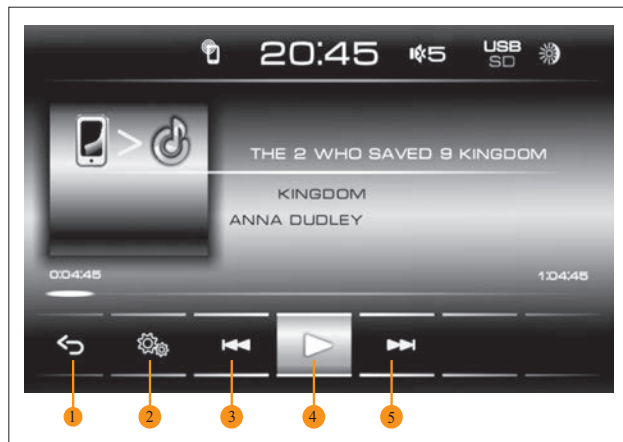 20:45 5 USB
SD
THE 2 WHO SAVED 9 KINGDOM
KINGDOM
ANNA DUDLEY
0:04:45 1:04:45
1 2 3 4 5